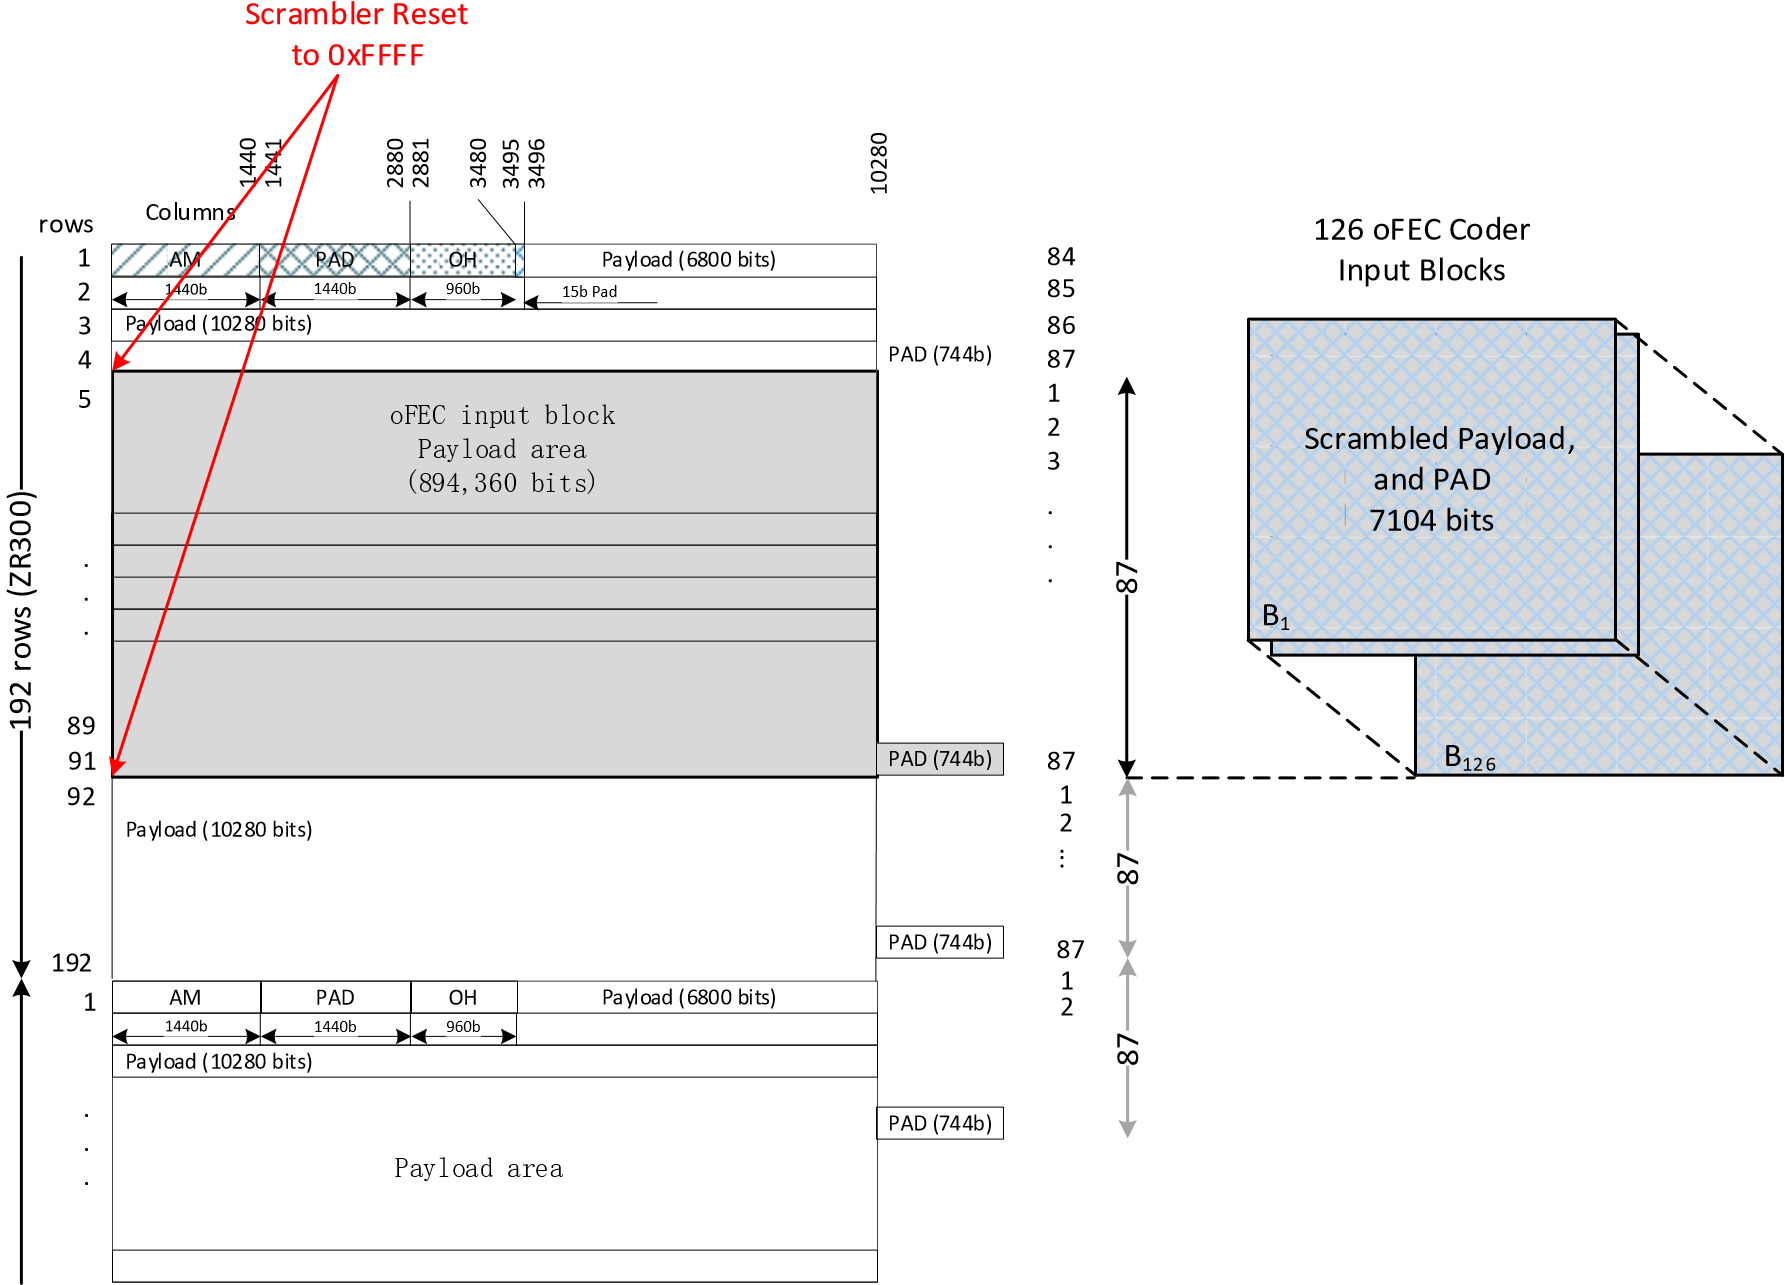 Scrambler Reset
to 0xFFFF
1440
1441
2880
2881
3480
3495
3496
10280
Columns
rows
1
AM
PAD
OH
Payload (6800 bits)
84
2
1440b
1440b
960b
15b Pad
85
3
Payload (10280 bits)
86
4
PAD (744b)
87
5
1
oFEC input block
Payload area
(894,360 bits)
2
3
.
.
.
.
.
.
192 rows (ZR300)
87
89
91
PAD (744b)
87
92
1
2
...
Payload (10280 bits)
87
PAD (744b)
87
192
1
AM
PAD
OH
Payload (6800 bits)
1
2
1440b
1440b
960b
Payload (10280 bits)
87
.
.
.
PAD (744b)
Payload area
126 oFEC Coder
Input Blocks
Scrambled Payload,
and PAD
7104 bits
B1
B126